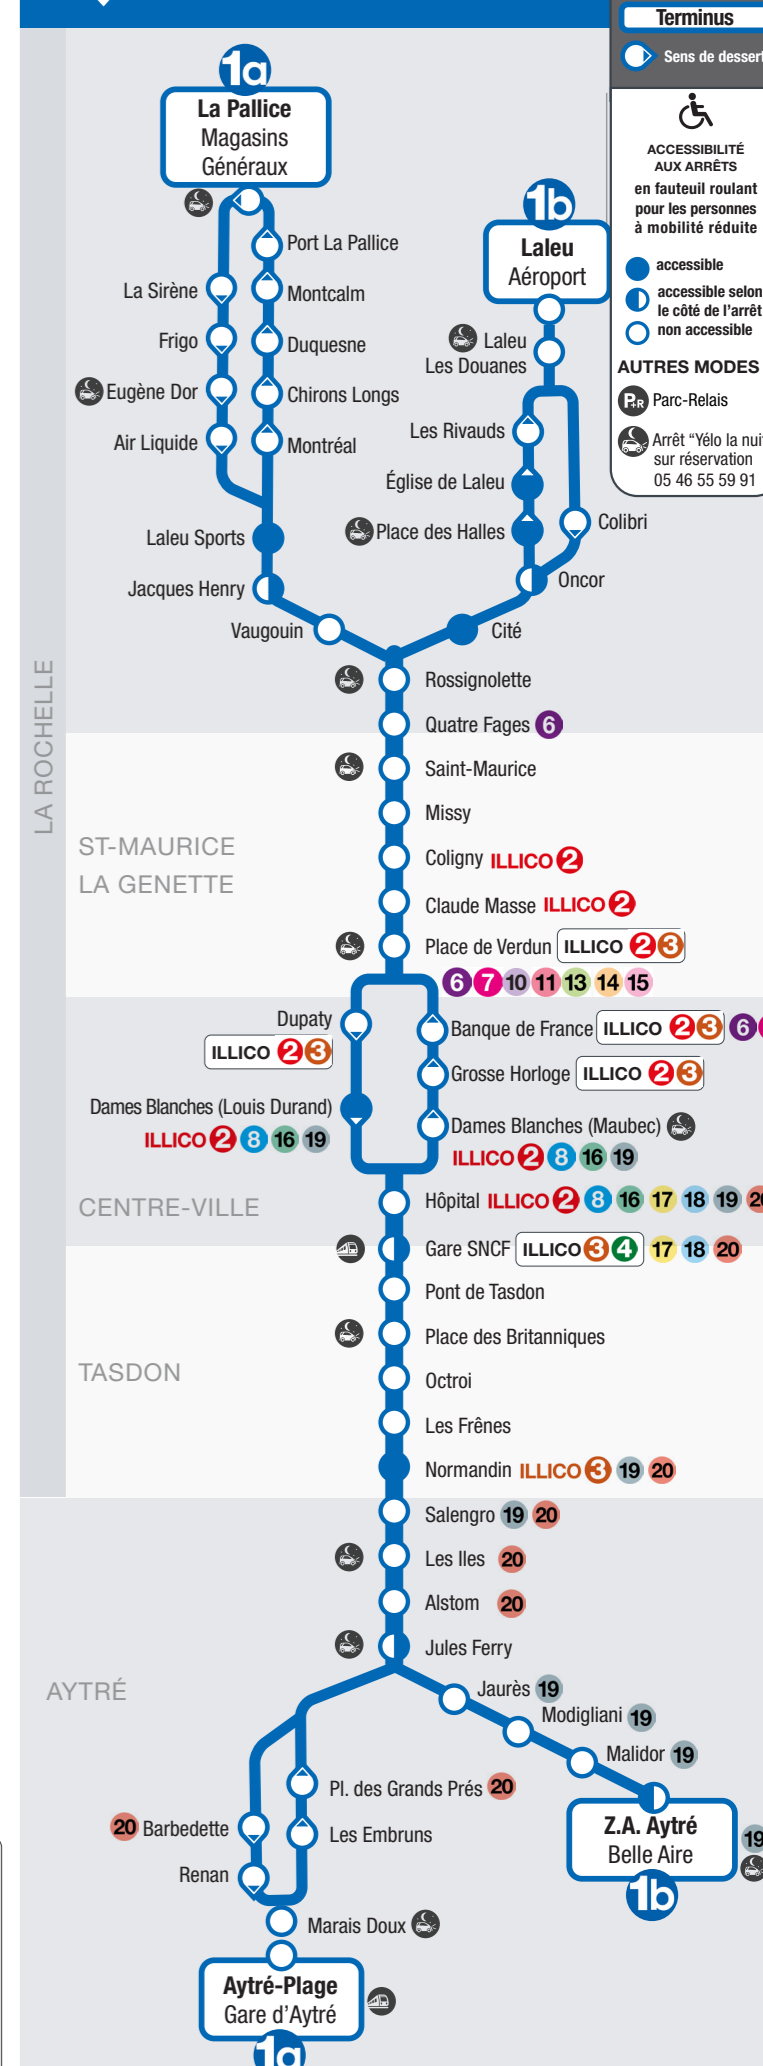 Terminus
Sens de dessert
1a
La Pallice
Magasins
Généraux
1b
Laleu
Aéroport
ACCESSIBILITÉ
AUX ARRÊTS
en fauteuil roulant
pour les personnes
à mobilité réduite
accessible
accessible selon
le côté de l'arrêt
non accessible
AUTRES MODES
P+R Parc-Relais
Arrêt “Yélo la nuit
sur réservation
05 46 55 59 91
Port La Pallice
La Sirène
Montcalm
Frigo
Duquesne
Eugène Dor
Chirons Longs
Air Liquide
Montréal
Laleu Sports
Jacques Henry
Vaugouin
Laleu
Les Douanes
Les Rivauds
Église de Laleu
Place des Halles
Colibri
Oncor
Cité
LA ROCHELLE
Rossignolette
Quatre Fages 6
Saint-Maurice
Missy
ST-MAURICE
LA GENETTE
Coligny ILLICO 2
Claude Masse ILLICO 2
Place de Verdun ILLICO 2 3
6 7 10 11 13 14 15
Dupaty
ILLICO 2 3
Banque de France ILLICO 2 3 6
Grosse Horloge ILLICO 2 3
Dames Blanches (Louis Durand)
ILLICO 2 8 16 19
Dames Blanches (Maubec)
ILLICO 2 8 16 19
CENTRE-VILLE
Hôpital ILLICO 2 8 16 17 18 19 20
Gare SNCF ILLICO 3 4 17 18 20
Pont de Tasdon
Place des Britanniques
TASDON
Octroi
Les Frênes
Normandin ILLICO 3 19 20
Salengro 19 20
Les Iles 20
Alstom 20
Jules Ferry
AYTRÉ
Jaurès 19
Modigliani 19
Malidor 19
Z.A. Aytré
Belle Aire
19
1b
Pl. des Grands Prés 20
20 Barbedette
Les Embruns
Renan
Marais Doux
Aytré-Plage
Gare d'Aytré
1a